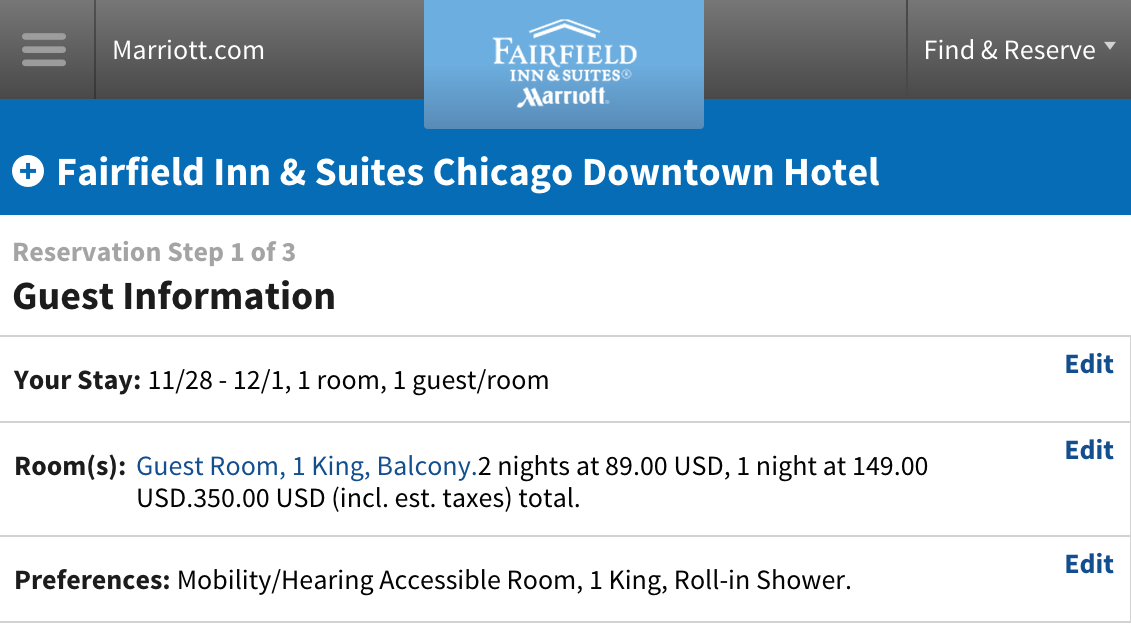 Marriott.com
FAIRFIELD
INN & SUITES®
Marriott.
Find & Reserve
Fairfield Inn & Suites Chicago Downtown Hotel
Reservation Step 1 of 3
Guest Information
Your Stay: 11/28 - 12/1, 1 room, 1 guest/room
Edit
Room(s): Guest Room, 1 King, Balcony.2 nights at 89.00 USD, 1 night at 149.00
USD.350.00 USD (incl. est. taxes) total.
Edit
Preferences: Mobility/Hearing Accessible Room, 1 King, Roll-in Shower.
Edit